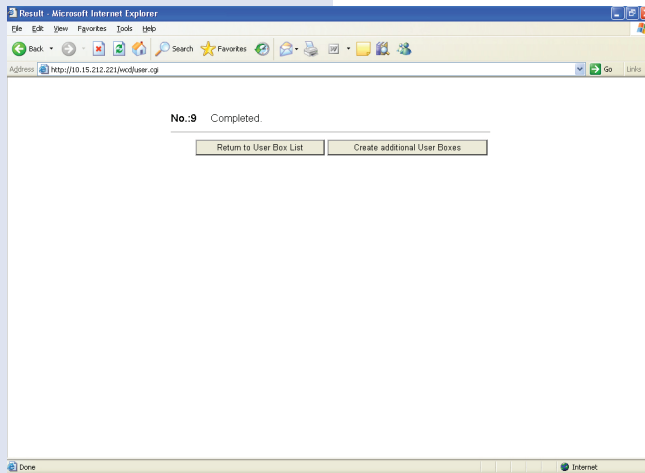 Result - Microsoft Internet Explorer
File Edit View Favorites Tools Help
Back Search Favorites
Address http://10.15.212.221/wcd/user.cgi Go Links
No.:9 Completed.
Return to User Box List Create additional User Boxes
Done Internet